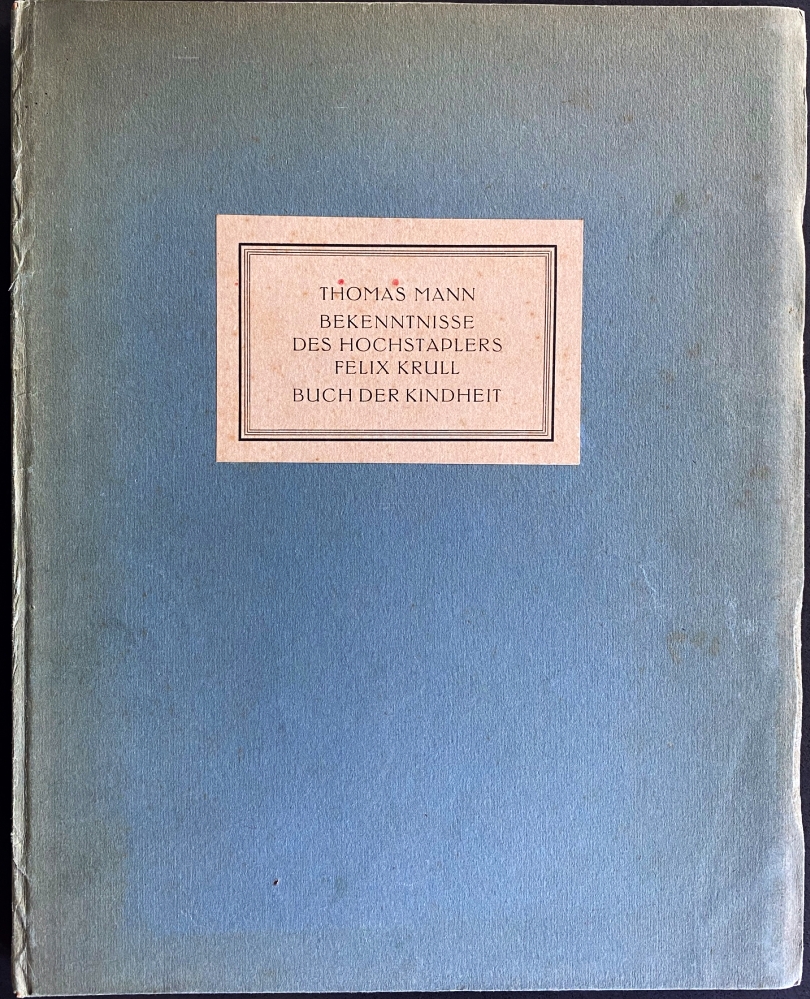 THOMAS MANN
BEKENNTNISSE
DES HOCHSTAPLERS
FELIX KRULL
BUCH DER KINDHEIT